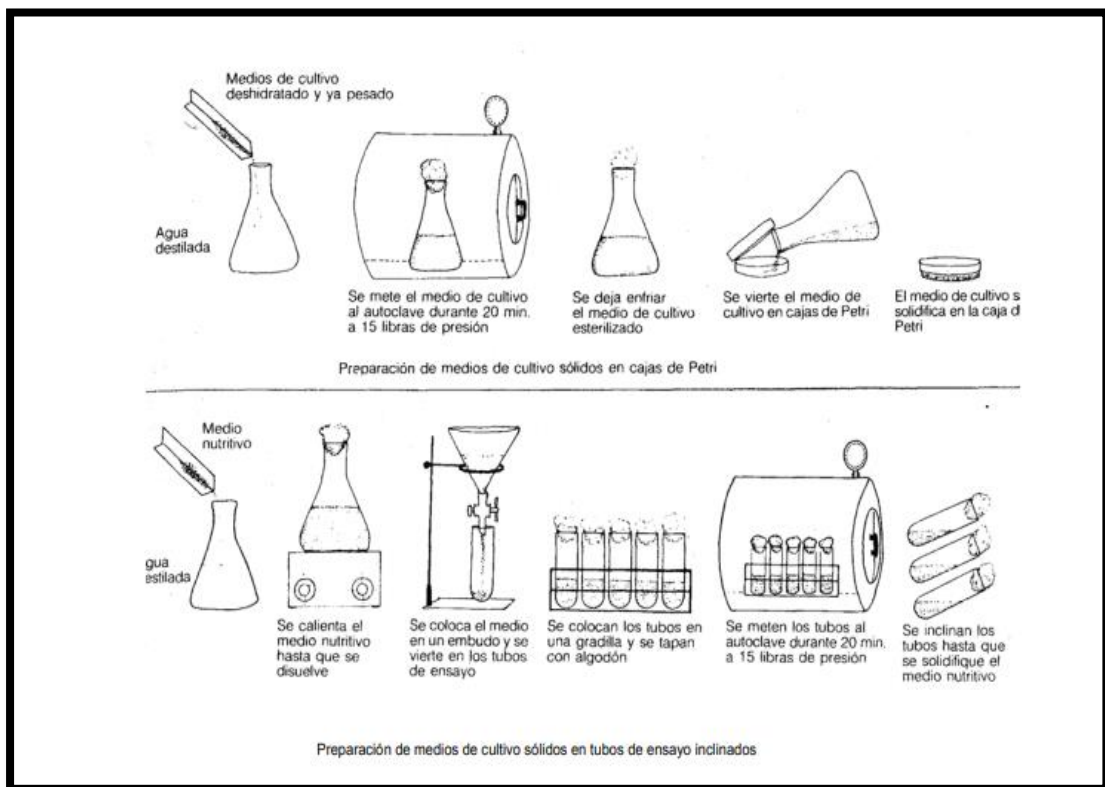 Medios de cultivo
deshidratado y ya pesado
Agua
destilada
Se mete el medio de cultivo
al autoclave durante 20 min.
a 15 libras de presión
Se deja enfriar
el medio de cultivo
esterilizado
Se vierte el medio de
cultivo en cajas de Petri
El medio de cultivo s
solidifica en la caja d
Petri
Preparación de medios de cultivo sólidos en cajas de Petri
Medio
nutritivo
gua
estilada
Se calienta el
medio nutritivo
hasta que se
disuelve
Se coloca el medio
en un embudo y se
vierte en los tubos
de ensayo
Se colocan los tubos en
una gradilla y se tapan
con algodón
Se meten los tubos al
autoclave durante 20 min.
a 15 libras de presión
Se inclinan los
tubos hasta que
se solidifique el
medio nutritivo
Preparación de medios de cultivo sólidos en tubos de ensayo inclinados